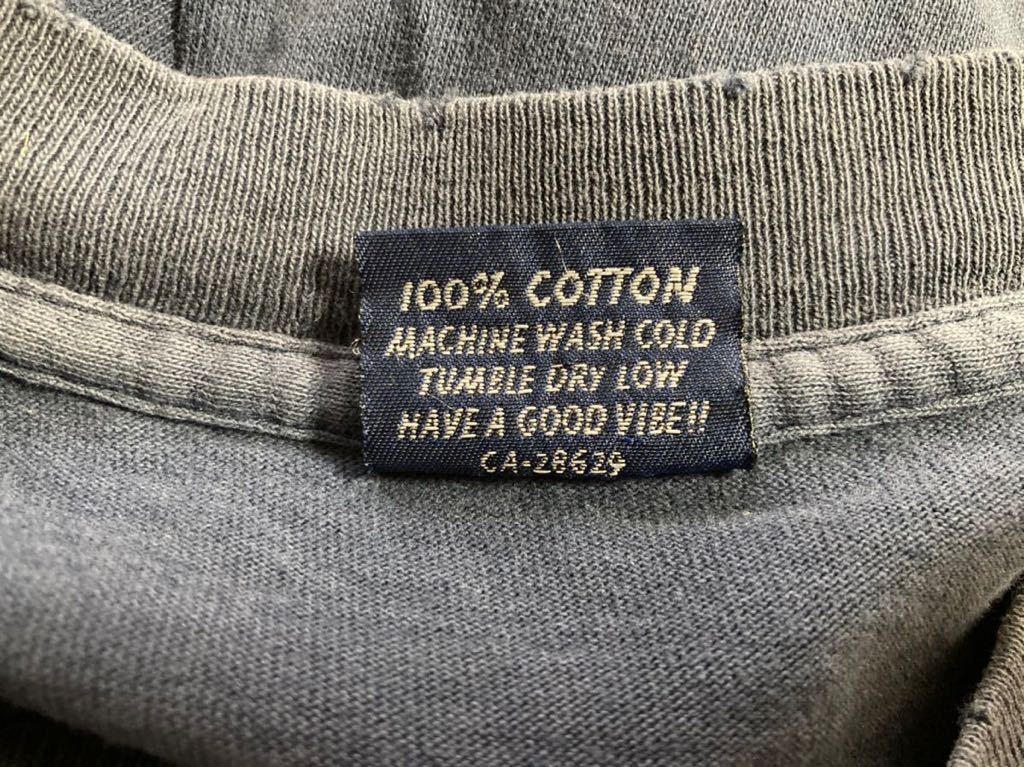 100% COTTON
MACHINE WASH COLD
TUMBLE DRY LOW
HAVE A GOOD VIBE!!
CA-28629